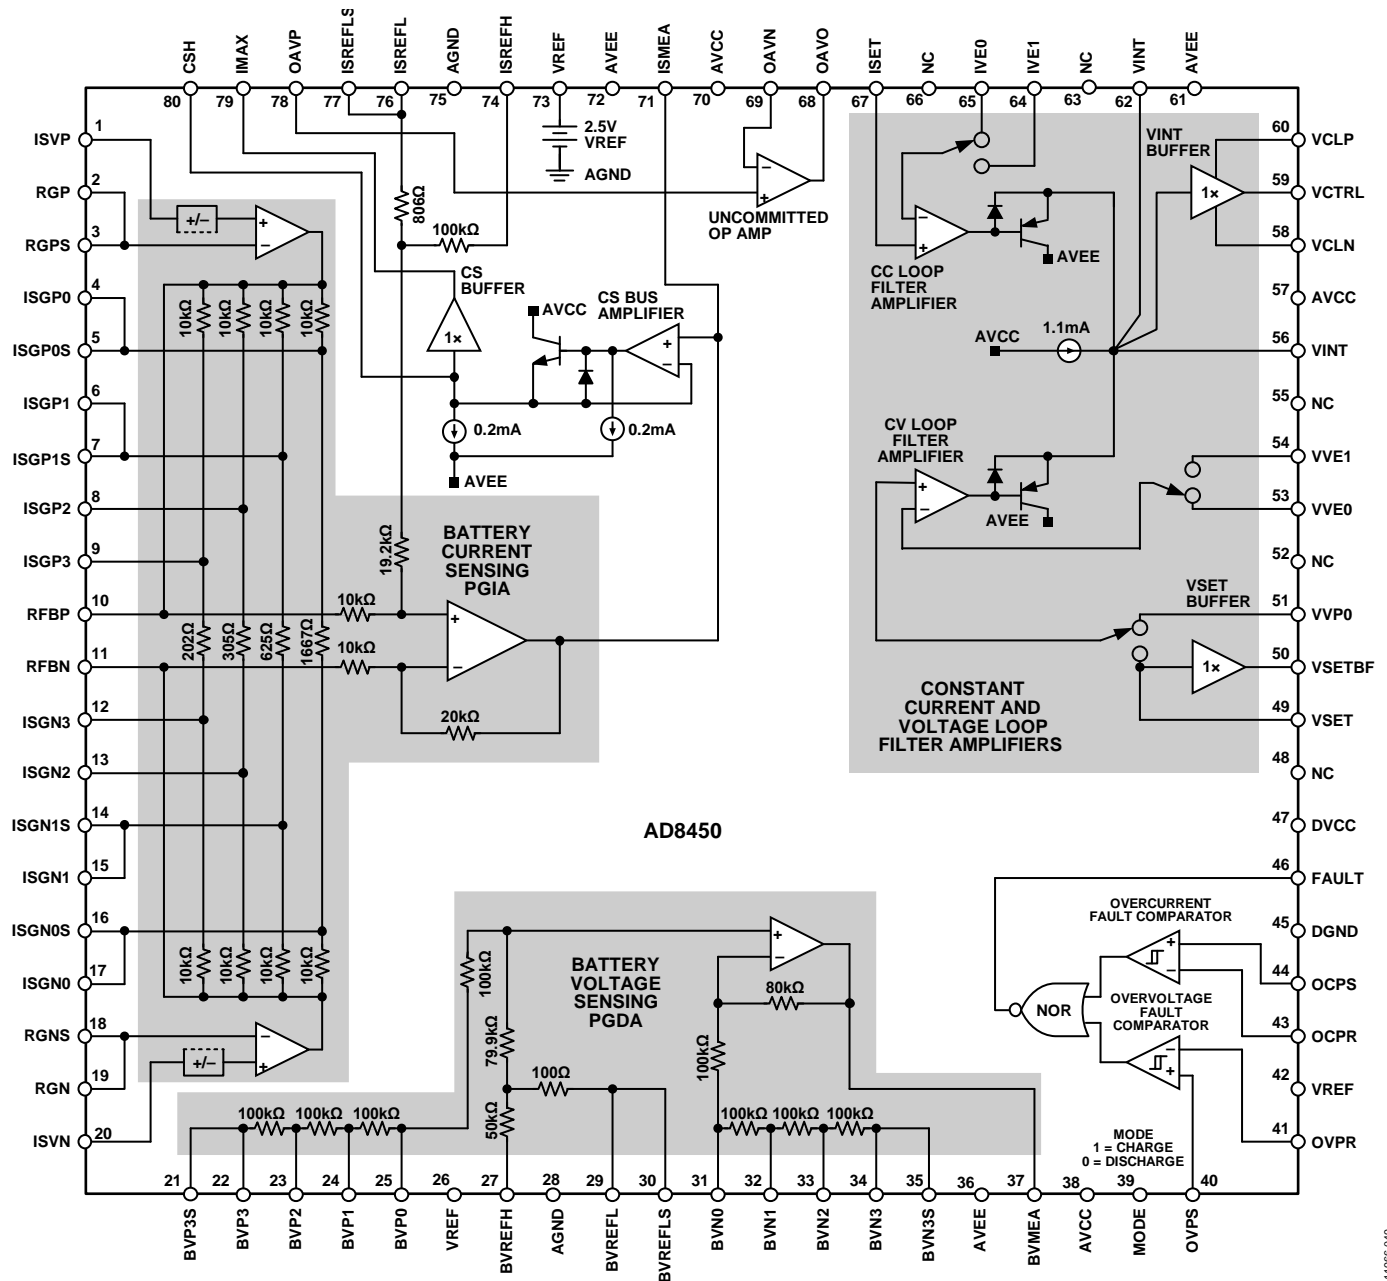 CSH
IMAX
OAVP
ISREFLS
ISREFL
AGND
ISREFH
VREF
AVEE
ISMEA
AVCC
OAVN
OAVO
ISET
NC
IVE0
IVE1
NC
VINT
AVEE
80
79
78
77
76
75
74
73
72
71
70
69
68
67
66
65
64
63
62
61
1
ISVP
2
RGP
3
RGPS
4
ISGP0
5
ISGP0S
6
ISGP1
7
ISGP1S
8
ISGP2
9
ISGP3
10
RFBP
11
RFBN
12
ISGN3
13
ISGN2
14
ISGN1S
15
ISGN1
16
ISGN0S
17
ISGN0
18
RGNS
19
RGN
20
ISVN
+/−
+
−
10kΩ
10kΩ
10kΩ
10kΩ
202Ω
305Ω
625Ω
1667Ω
10kΩ
10kΩ
10kΩ
10kΩ
−
+
+/−
806Ω
100kΩ
2.5V
VREF
AGND
−
+
UNCOMMITTED
OP AMP
CS
BUFFER
1×
AVCC
CS BUS
AMPLIFIER
+
−
0.2mA
0.2mA
AVEE
BATTERY
CURRENT
SENSING
PGIA
19.2kΩ
10kΩ
10kΩ
+
−
20kΩ
VINT
BUFFER
1×
−
+
AVEE
CC LOOP
FILTER
AMPLIFIER
AVCC
1.1mA
CV LOOP
FILTER
AMPLIFIER
+
−
AVEE
VSET
BUFFER
1×
CONSTANT
CURRENT AND
VOLTAGE LOOP
FILTER AMPLIFIERS
60
VCLP
59
VCTRL
58
VCLN
57
AVCC
56
VINT
55
NC
54
VVE1
53
VVE0
52
NC
51
VVP0
50
VSETBF
49
VSET
48
NC
47
DVCC
46
FAULT
45
DGND
44
OCPS
43
OCPR
42
VREF
41
OVPR
AD8450
OVERCURRENT
FAULT COMPARATOR
+
−
NOR
OVERVOLTAGE
FAULT
COMPARATOR
−
+
MODE
1 = CHARGE
0 = DISCHARGE
BATTERY
VOLTAGE
SENSING
PGDA
100kΩ
79.9kΩ
100Ω
50kΩ
+
−
80kΩ
100kΩ
100kΩ
100kΩ
100kΩ
100kΩ
100kΩ
100kΩ
21
22
23
24
25
26
27
28
29
30
31
32
33
34
35
36
37
38
39
40
BVP3S
BVP3
BVP2
BVP1
BVP0
VREF
BVREFH
AGND
BVREFL
BVREFLS
BVN0
BVN1
BVN2
BVN3
BVN3S
AVEE
BVMEA
AVCC
MODE
OVPS